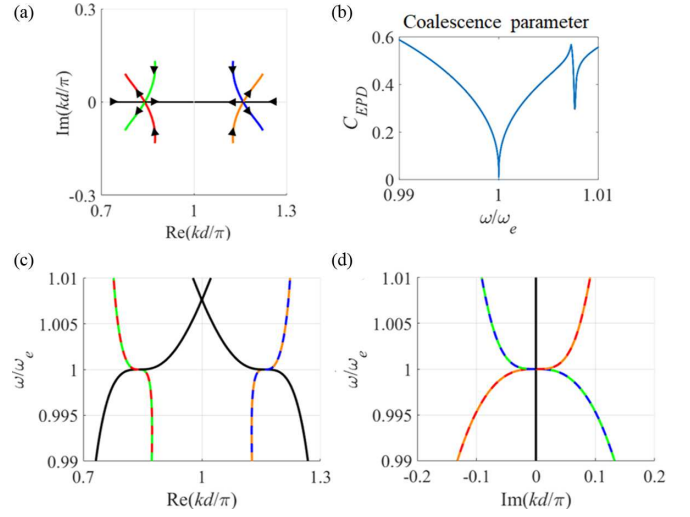 (a)
0.3
0
-0.3
Im(kd/π)
0.7
1
1.3
Re(kd/π)
(b)
Coalescence parameter
0.6
0.4
0.2
0
C_EPD
0.99
1
1.01
ω/ω_e
(c)
1.01
1.005
1
0.995
0.99
ω/ω_e
0.7
1
1.3
Re(kd/π)
(d)
1.01
1.005
1
0.995
0.99
ω/ω_e
-0.2
-0.1
0
0.1
0.2
Im(kd/π)